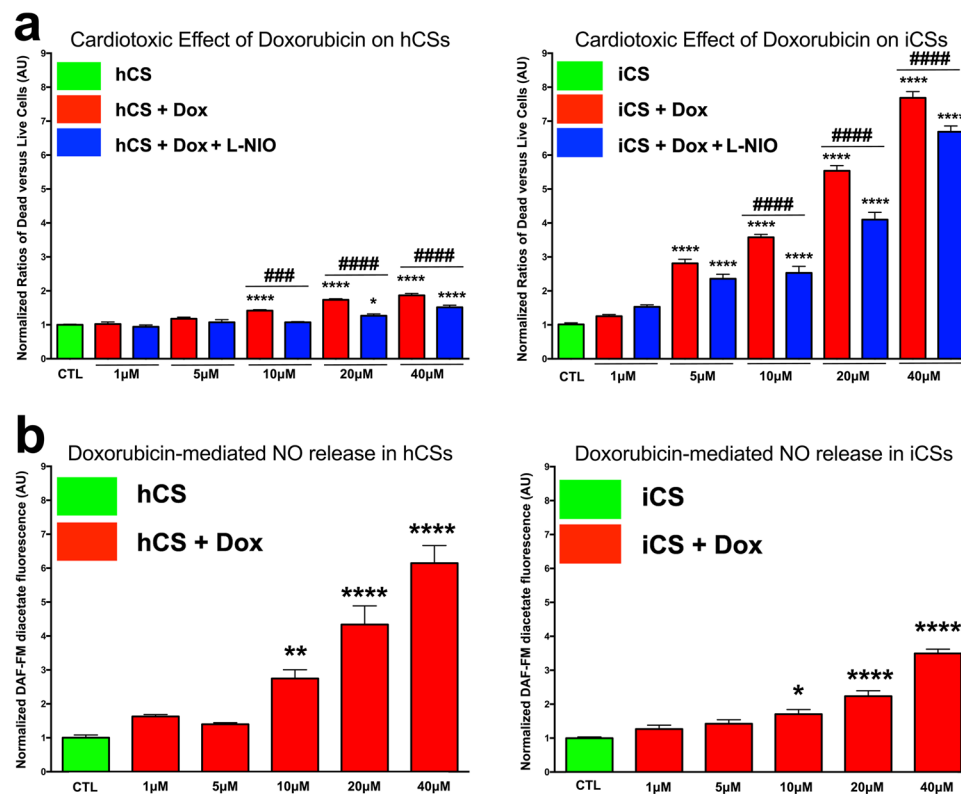 a
Cardiotoxic Effect of Doxorubicin on hCSs
Normalized Ratios of Dead versus Live Cells (AU)
9
8
7
6
5
4
3
2
1
0
hCS
hCS + Dox
hCS + Dox + L-NIO
### #### ####
**** **** * **** ****
CTL 1µM 5µM 10µM 20µM 40µM
Cardiotoxic Effect of Doxorubicin on iCSs
Normalized Ratios of Dead versus Live Cells (AU)
9
8
7
6
5
4
3
2
1
0
iCS
iCS + Dox
iCS + Dox + L-NIO
#### #### ####
**** **** **** **** **** **** **** ****
CTL 1µM 5µM 10µM 20µM 40µM
b
Doxorubicin-mediated NO release in hCSs
Normalized DAF-FM diacetate fluorescence (AU)
9
8
7
6
5
4
3
2
1
0
hCS
hCS + Dox
** **** ****
CTL 1µM 5µM 10µM 20µM 40µM
Doxorubicin-mediated NO release in iCSs
Normalized DAF-FM diacetate fluorescence (AU)
9
8
7
6
5
4
3
2
1
0
iCS
iCS + Dox
* **** ****
CTL 1µM 5µM 10µM 20µM 40µM